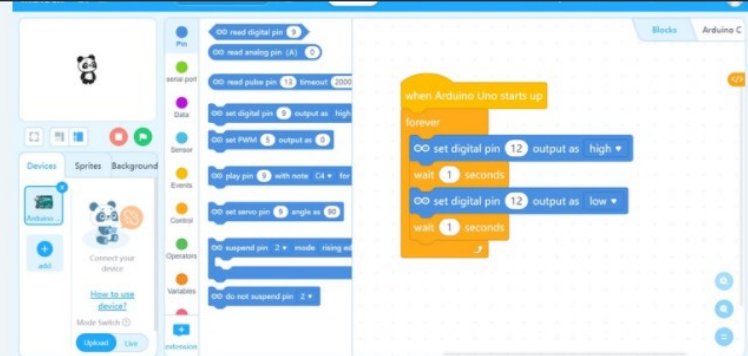 Blocks
Arduino C
Pin
serial port
Data
Sensor
Events
Control
Operators
Variables
extension
read digital pin 9
read analog pin (A) 0
read pulse pin 13 timeout 2000
set digital pin 9 output as high
set PWM 5 output as 0
play pin 9 with note C4 for
set servo pin 9 angle as 90
suspend pin 2 mode rising ed
do not suspend pin 2
when Arduino Uno starts up
forever
set digital pin 12 output as high
wait 1 seconds
set digital pin 12 output as low
wait 1 seconds
Devices
Sprites
Background
Arduino ...
add
Connect your
device
How to use
device?
Mode Switch
Upload
Live